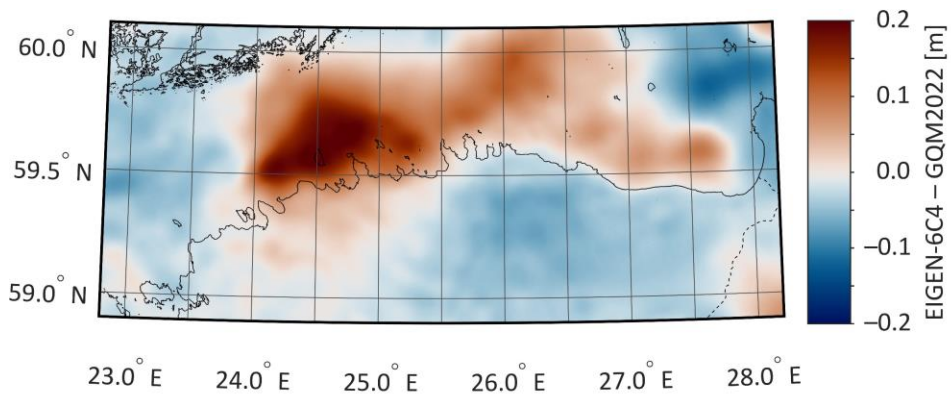 60.0° N
59.5° N
59.0° N
23.0° E
24.0° E
25.0° E
26.0° E
27.0° E
28.0° E
0.2
0.1
0.0
−0.1
−0.2
EIGEN-6C4 – GQM2022 [m]